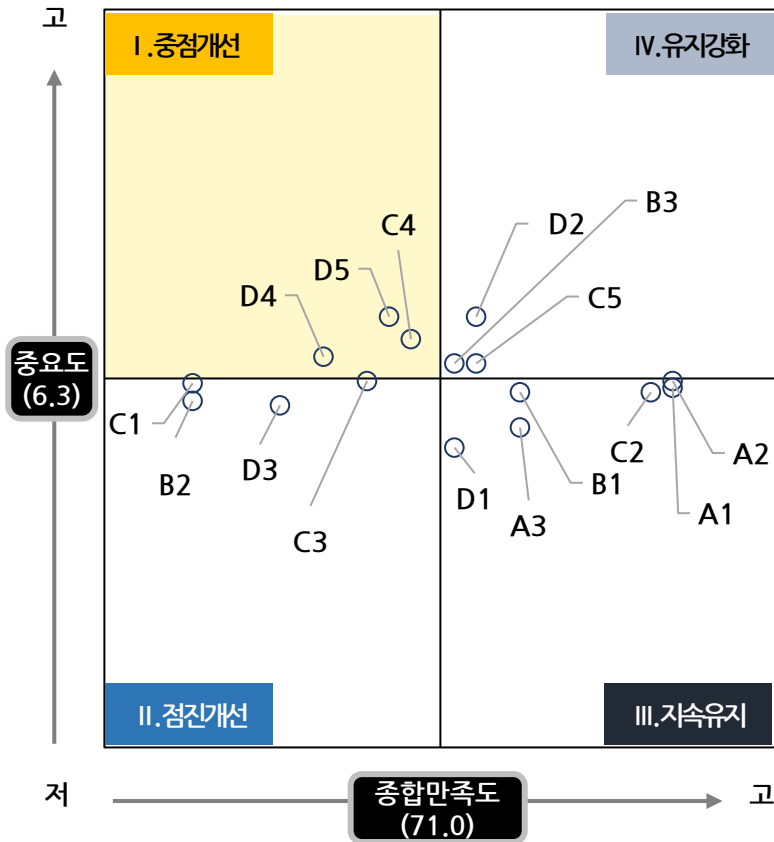 고
Ⅰ.중점개선
Ⅳ.유지강화
B3
D2
C4
D5
C5
D4
중요도
(6.3)
C1
B2
D3
C3
D1
A3
B1
C2
A2
A1
Ⅱ.점진개선
Ⅲ.지속유지
저
종합만족도
(71.0)
고